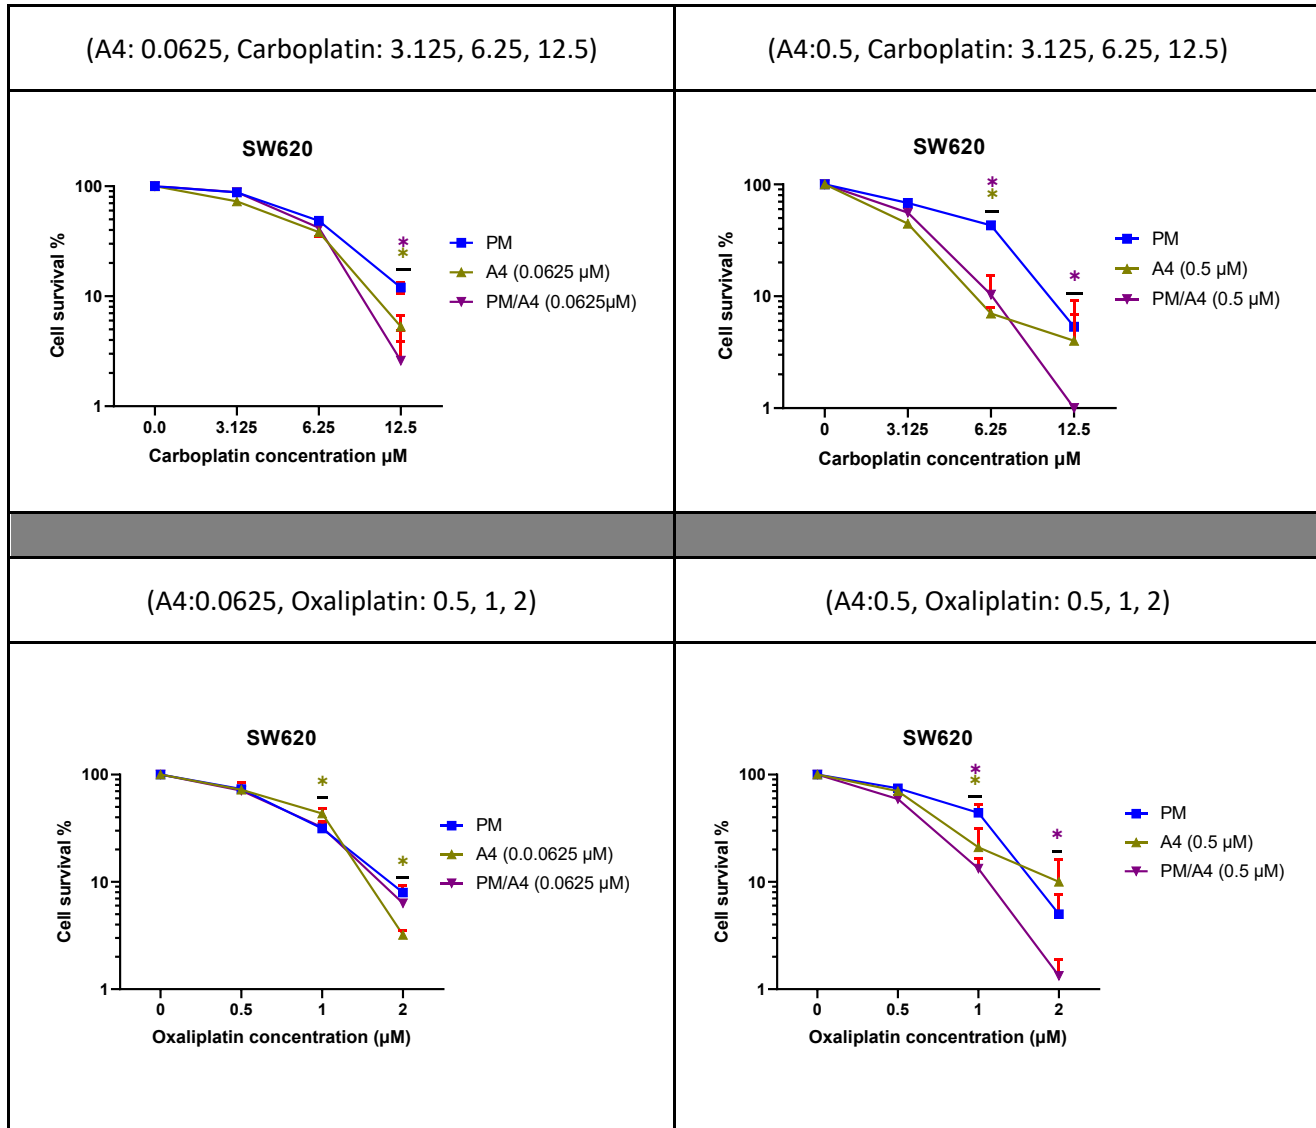 (A4: 0.0625, Carboplatin: 3.125, 6.25, 12.5)
(A4:0.5, Carboplatin: 3.125, 6.25, 12.5)
SW620
100
10
1
Cell survival %
0.0
3.125
6.25
12.5
Carboplatin concentration µM
*
*
PM
A4 (0.0625 µM)
PM/A4 (0.0625µM)
SW620
100
10
1
Cell survival %
0
3.125
6.25
12.5
Carboplatin concentration µM
*
*
*
PM
A4 (0.5 µM)
PM/A4 (0.5 µM)
(A4:0.0625, Oxaliplatin: 0.5, 1, 2)
(A4:0.5, Oxaliplatin: 0.5, 1, 2)
SW620
100
10
1
Cell survival %
0
0.5
1
2
Oxaliplatin concentration (µM)
*
*
PM
A4 (0.0.0625 µM)
PM/A4 (0.0625 µM)
SW620
100
10
1
Cell survival %
0
0.5
1
2
Oxaliplatin concentration (µM)
*
*
*
PM
A4 (0.5 µM)
PM/A4 (0.5 µM)